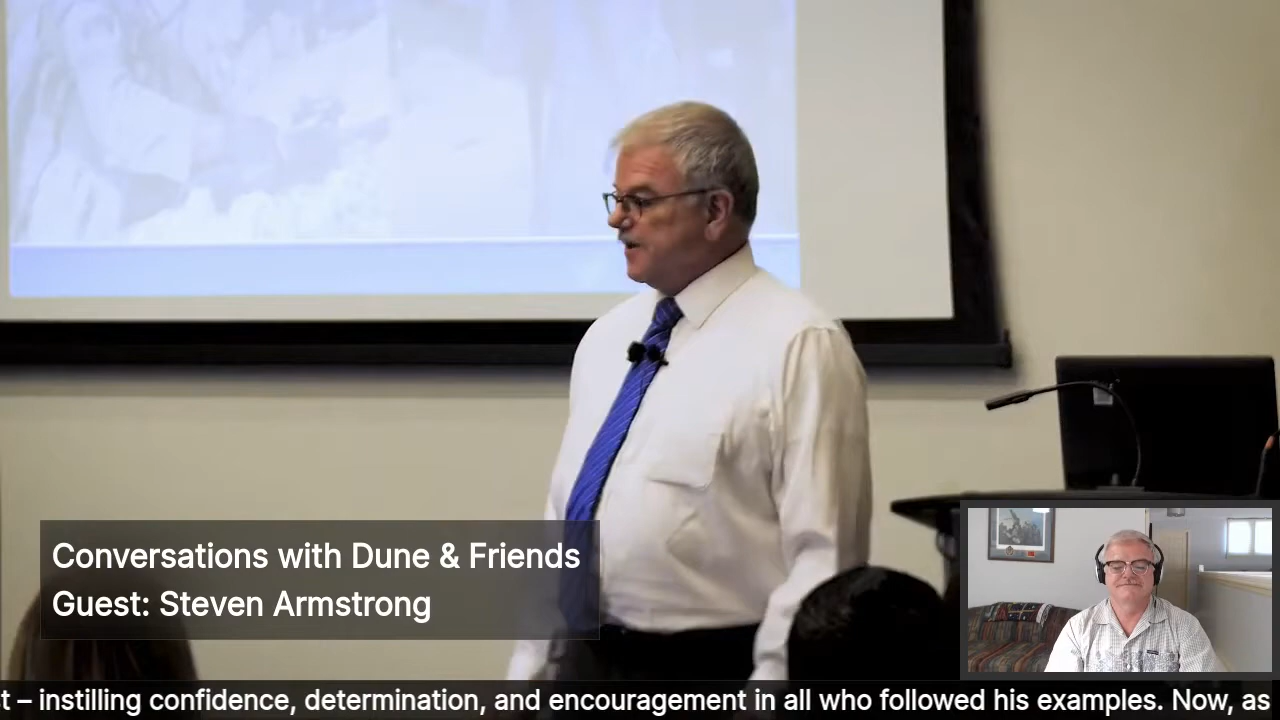 Conversations with Dune & Friends
Guest: Steven Armstrong
t – instilling confidence, determination, and encouragement in all who followed his examples. Now, as